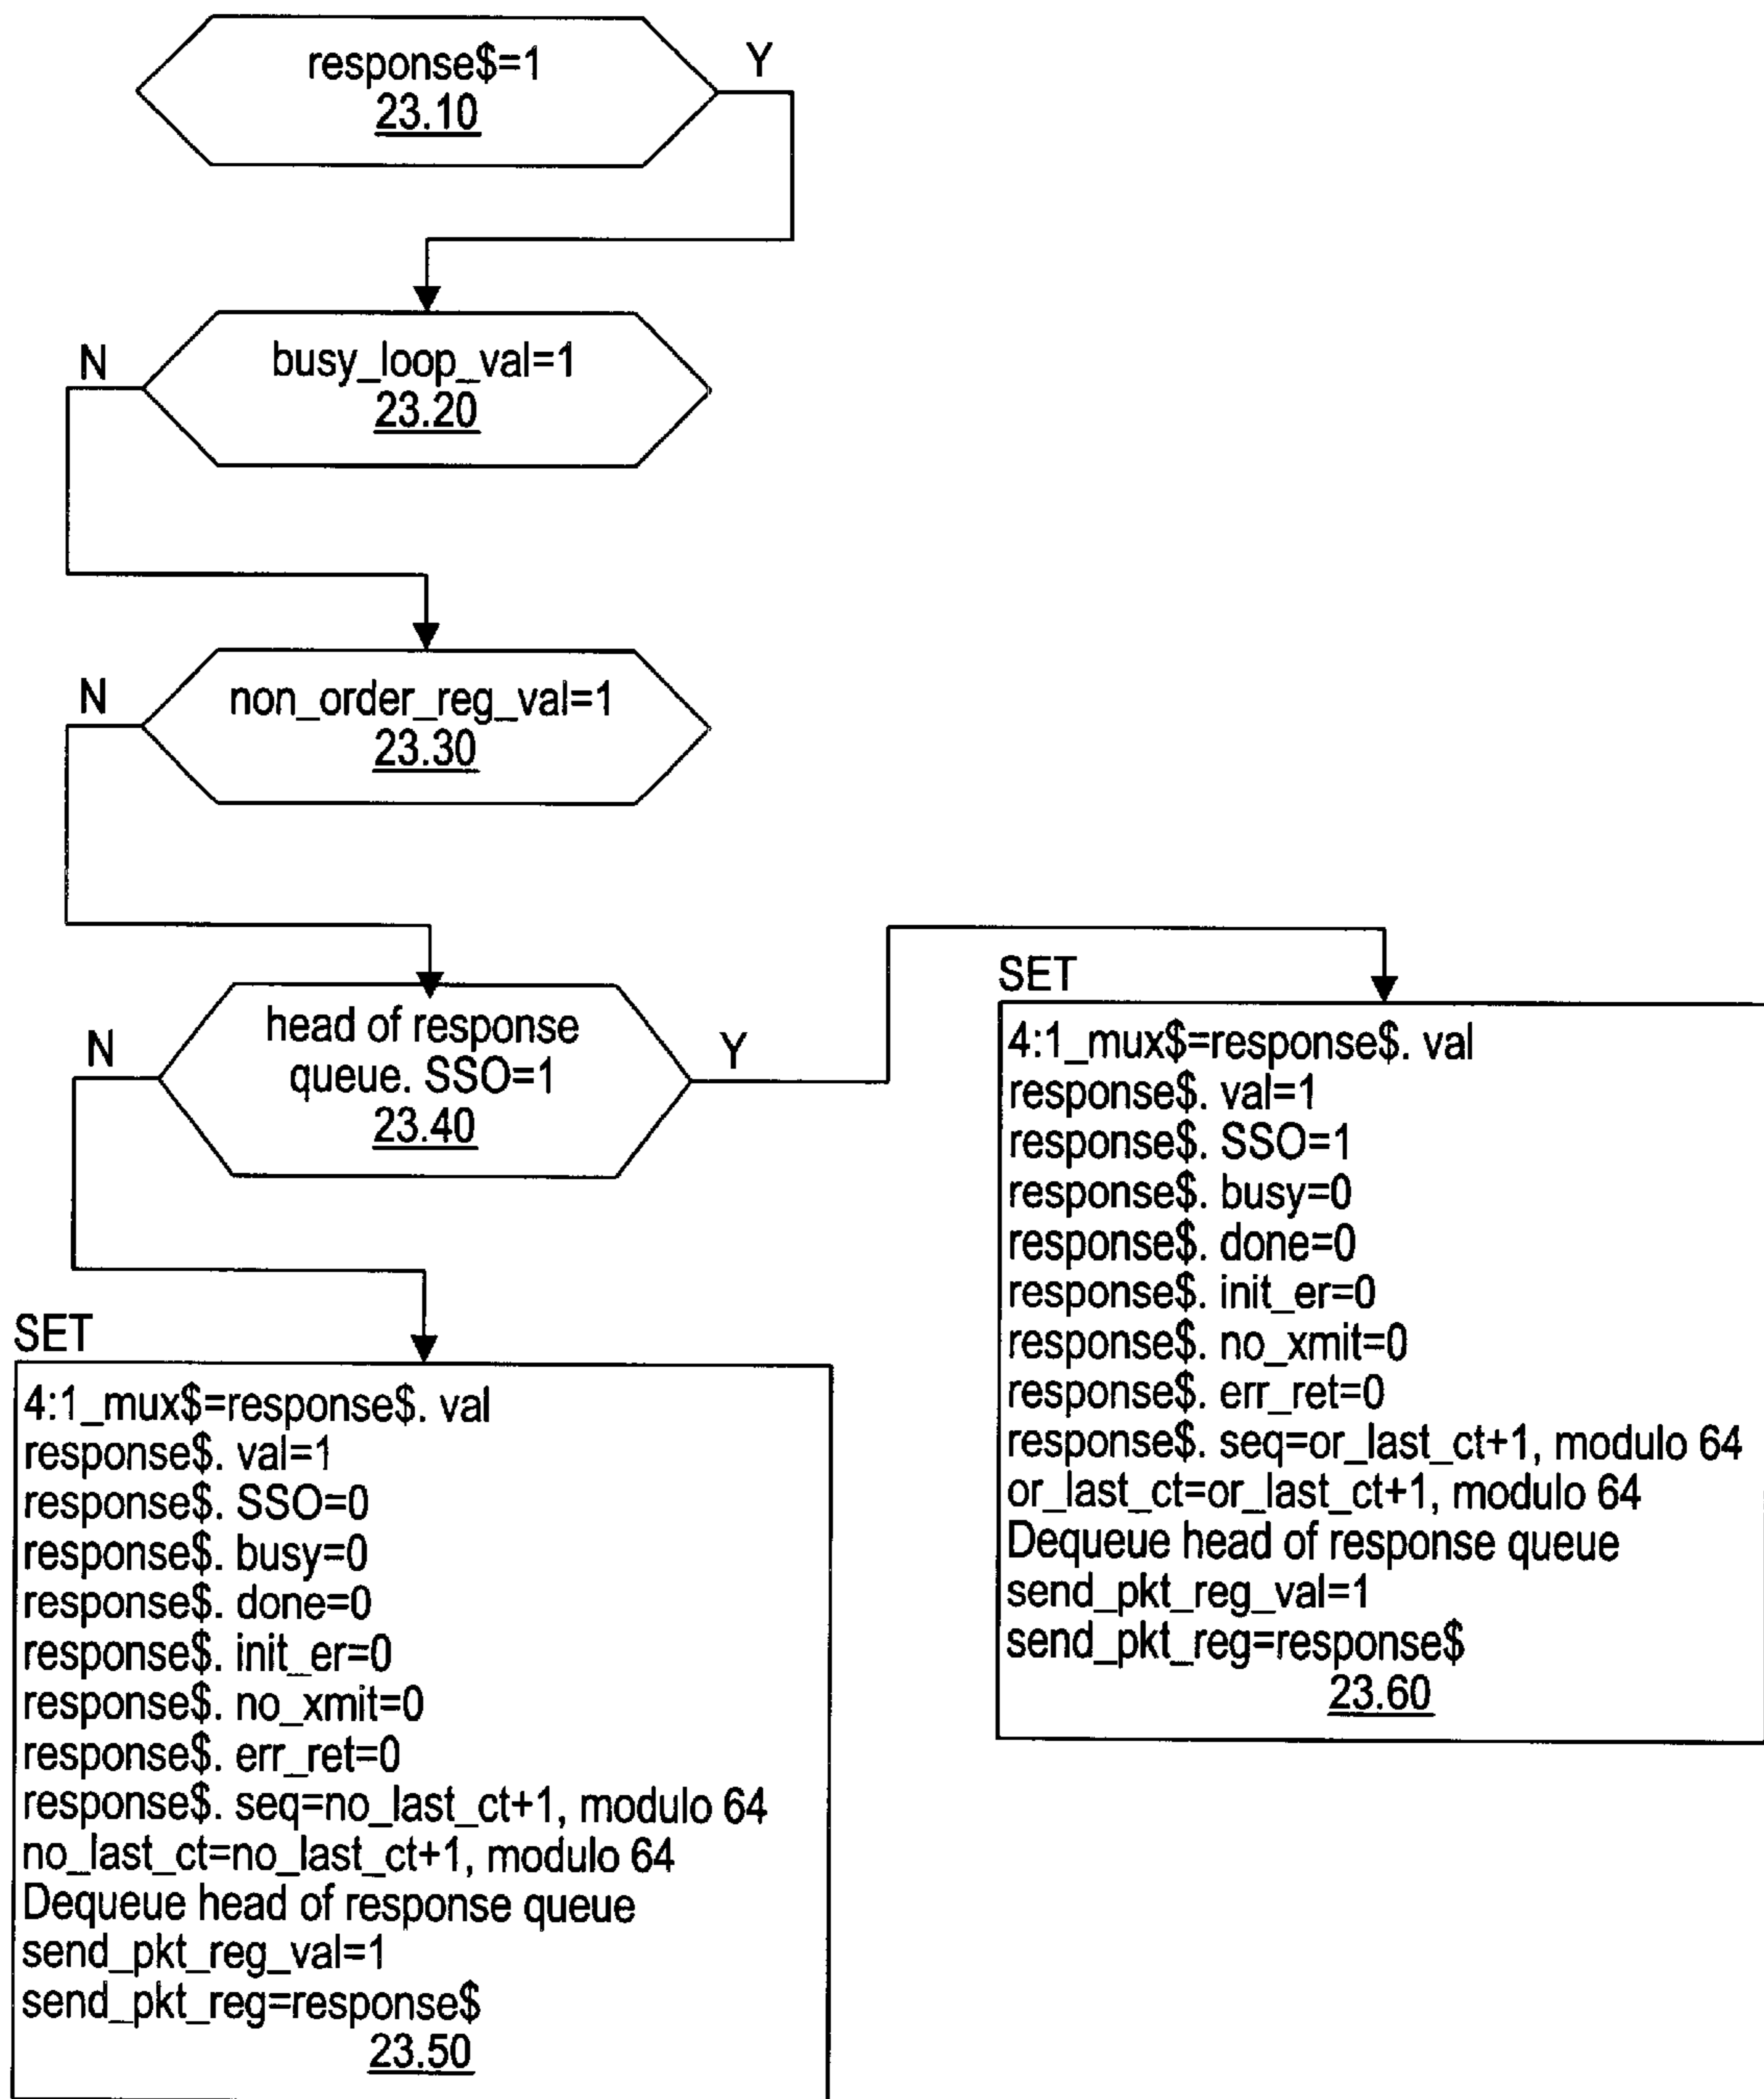 response$=1
Y
23.10
busy_loop_val=1
N
23.20
non_order_reg_val=1
N
23.30
head of response
queue. SSO=1
N
Y
23.40
SET
4:1_mux$=response$. val
response$. val=1
response$. SSO=1
response$. busy=0
response$. done=0
response$. init_er=0
response$. no_xmit=0
response$. err_ret=0
response$. seq=or_last_ct+1, modulo 64
or_last_ct=or_last_ct+1, modulo 64
Dequeue head of response queue
send_pkt_reg_val=1
send_pkt_reg=response$
23.60
SET
4:1_mux$=response$. val
response$. val=1
response$. SSO=0
response$. busy=0
response$. done=0
response$. init_er=0
response$. no_xmit=0
response$. err_ret=0
response$. seq=no_last_ct+1, modulo 64
no_last_ct=no_last_ct+1, modulo 64
Dequeue head of response queue
send_pkt_reg_val=1
send_pkt_reg=response$
23.50